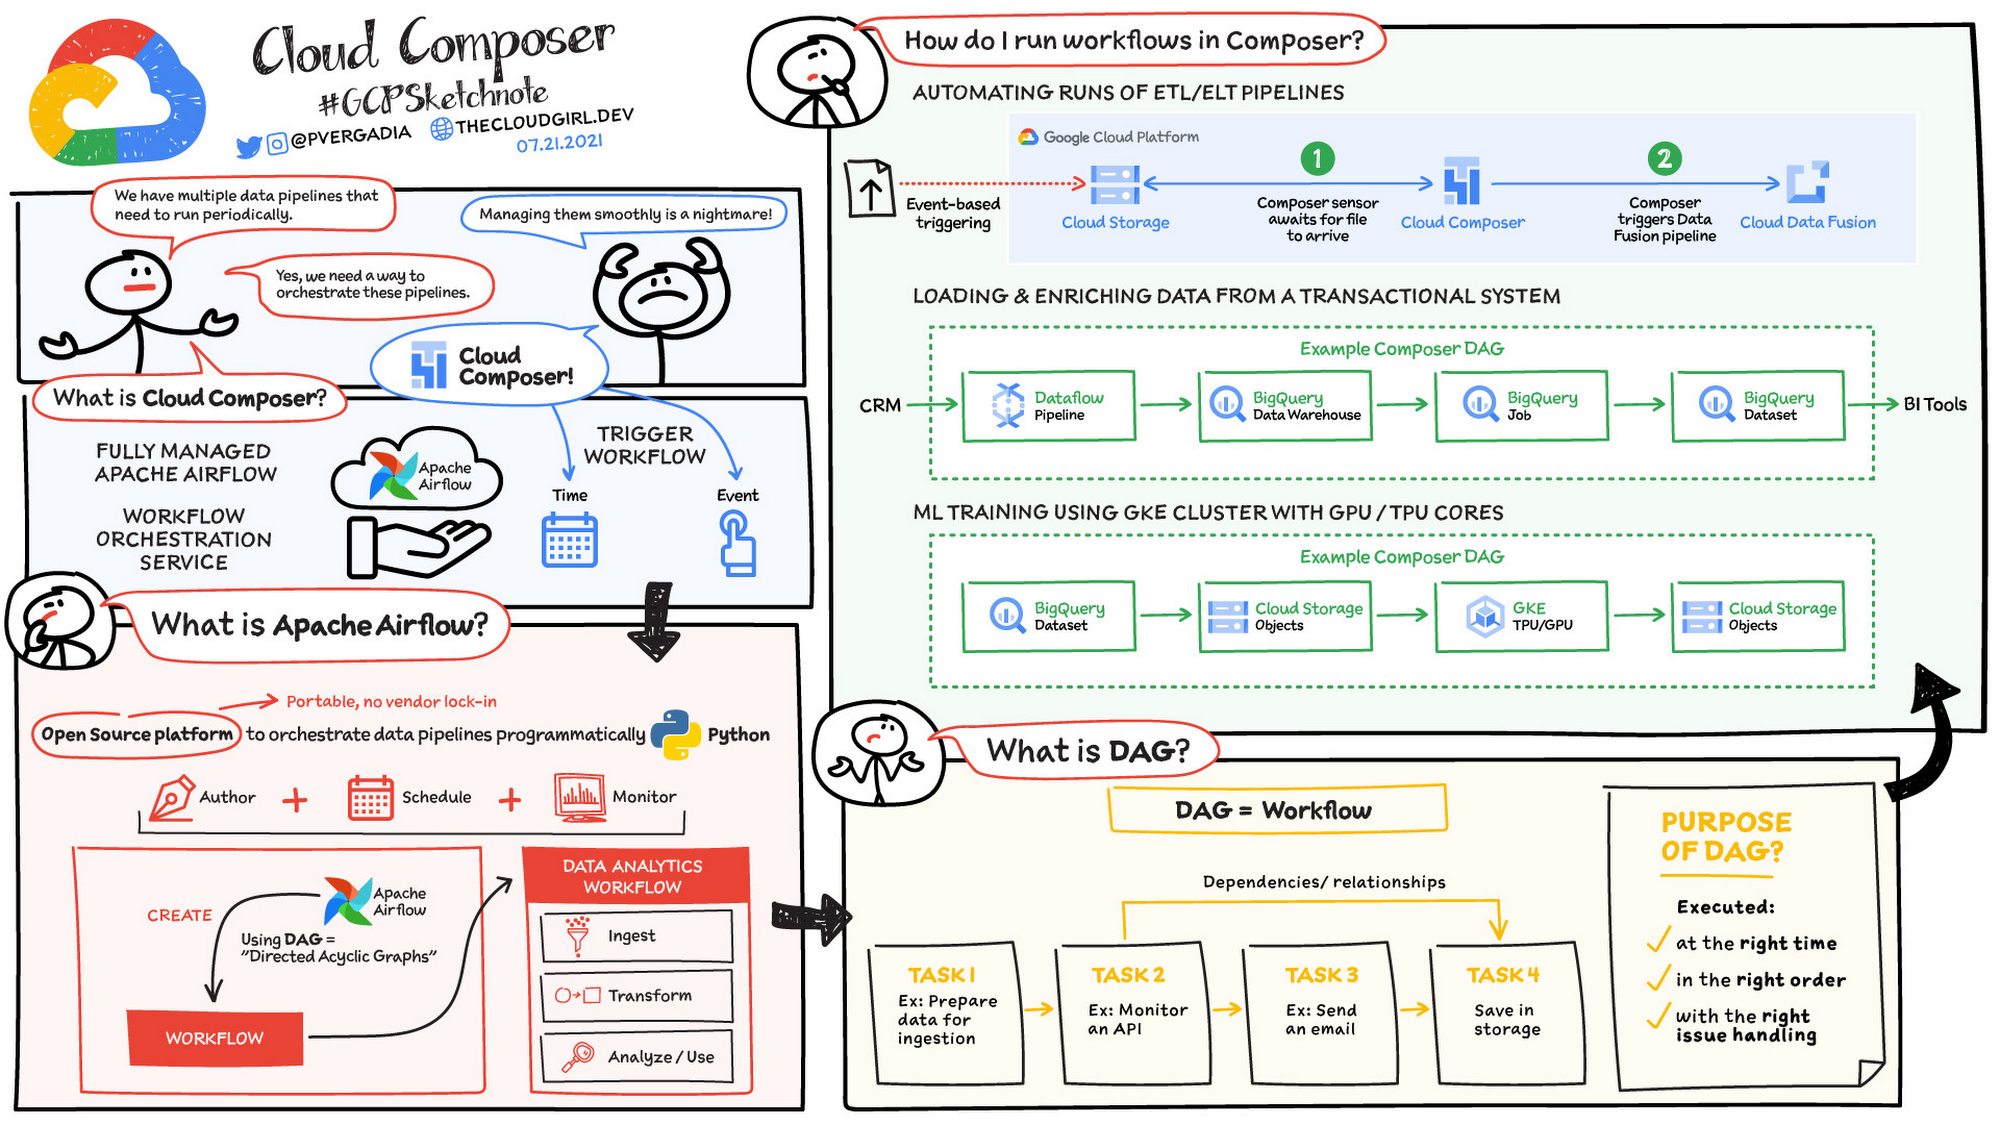 Cloud Composer
#GCPSketchnote
@PVERGADIA THECLOUDGIRL.DEV
07.21.2021
We have multiple data pipelines that
need to run periodically.
Managing them smoothly is a nightmare!
Yes, we need a way to
orchestrate these pipelines.
Cloud
Composer!
What is Cloud Composer?
FULLY MANAGED
APACHE AIRFLOW
WORKFLOW
ORCHESTRATION
SERVICE
Apache
Airflow
TRIGGER
WORKFLOW
Time
Event
What is Apache Airflow?
Portable, no vendor lock-in
Open Source platform to orchestrate data pipelines programmatically Python
Author + Schedule + Monitor
CREATE
Apache
Airflow
Using DAG =
"Directed Acyclic Graphs"
WORKFLOW
DATA ANALYTICS
WORKFLOW
Ingest
Transform
Analyze / Use
How do I run workflows in Composer?
AUTOMATING RUNS OF ETL/ELT PIPELINES
Google Cloud Platform
Event-based
triggering
Cloud Storage
1
Composer sensor
awaits for file
to arrive
Cloud Composer
2
Composer
triggers Data
Fusion pipeline
Cloud Data Fusion
LOADING & ENRICHING DATA FROM A TRANSACTIONAL SYSTEM
Example Composer DAG
CRM
Dataflow
Pipeline
BigQuery
Data Warehouse
BigQuery
Job
BigQuery
Dataset
BI Tools
ML TRAINING USING GKE CLUSTER WITH GPU / TPU CORES
Example Composer DAG
BigQuery
Dataset
Cloud Storage
Objects
GKE
TPU/GPU
Cloud Storage
Objects
What is DAG?
DAG = Workflow
Dependencies/ relationships
TASK 1
Ex: Prepare
data for
ingestion
TASK 2
Ex: Monitor
an API
TASK 3
Ex: Send
an email
TASK 4
Save in
storage
PURPOSE
OF DAG?
Executed:
at the right time
in the right order
with the right
issue handling